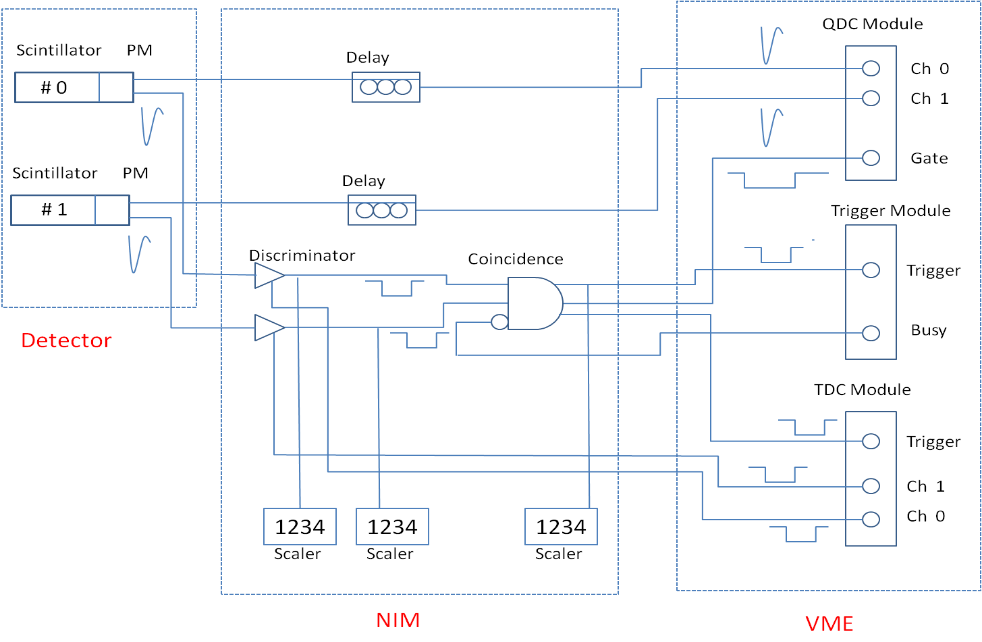 QDC Module
Scintillator PM
Delay
# 0
Ch 0
Ch 1
Gate
Scintillator PM
Delay
# 1
Trigger Module
Discriminator
Coincidence
Trigger
Busy
Detector
TDC Module
Trigger
Ch 1
Ch 0
1234
1234
1234
Scaler
Scaler
Scaler
NIM
VME